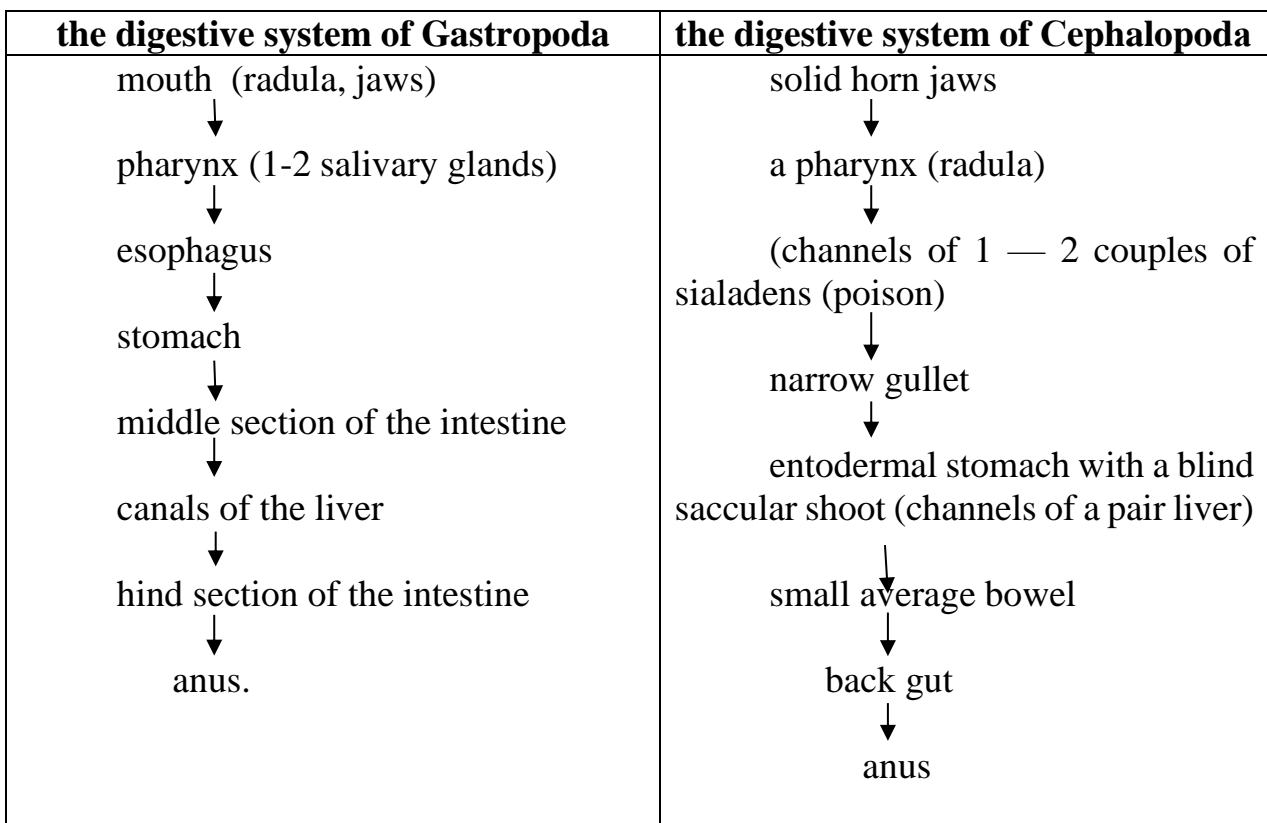 the digestive system of Gastropoda
mouth (radula, jaws)
pharynx (1-2 salivary glands)
esophagus
stomach
middle section of the intestine
canals of the liver
hind section of the intestine
anus.
the digestive system of Cephalopoda
solid horn jaws
a pharynx (radula)
(channels of 1 — 2 couples of
sialadens (poison)
narrow gullet
entodermal stomach with a blind
saccular shoot (channels of a pair liver)
small average bowel
back gut
anus